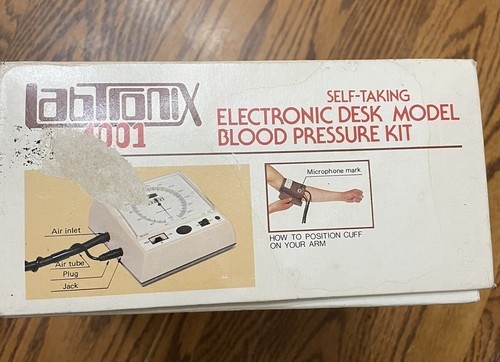 LabTronix
SELF-TAKING
ELECTRONIC DESK MODEL
BLOOD PRESSURE KIT
Microphone mark.
Air inlet
Air tube
Plug
Jack
HOW TO POSITION CUFF
ON YOUR ARM